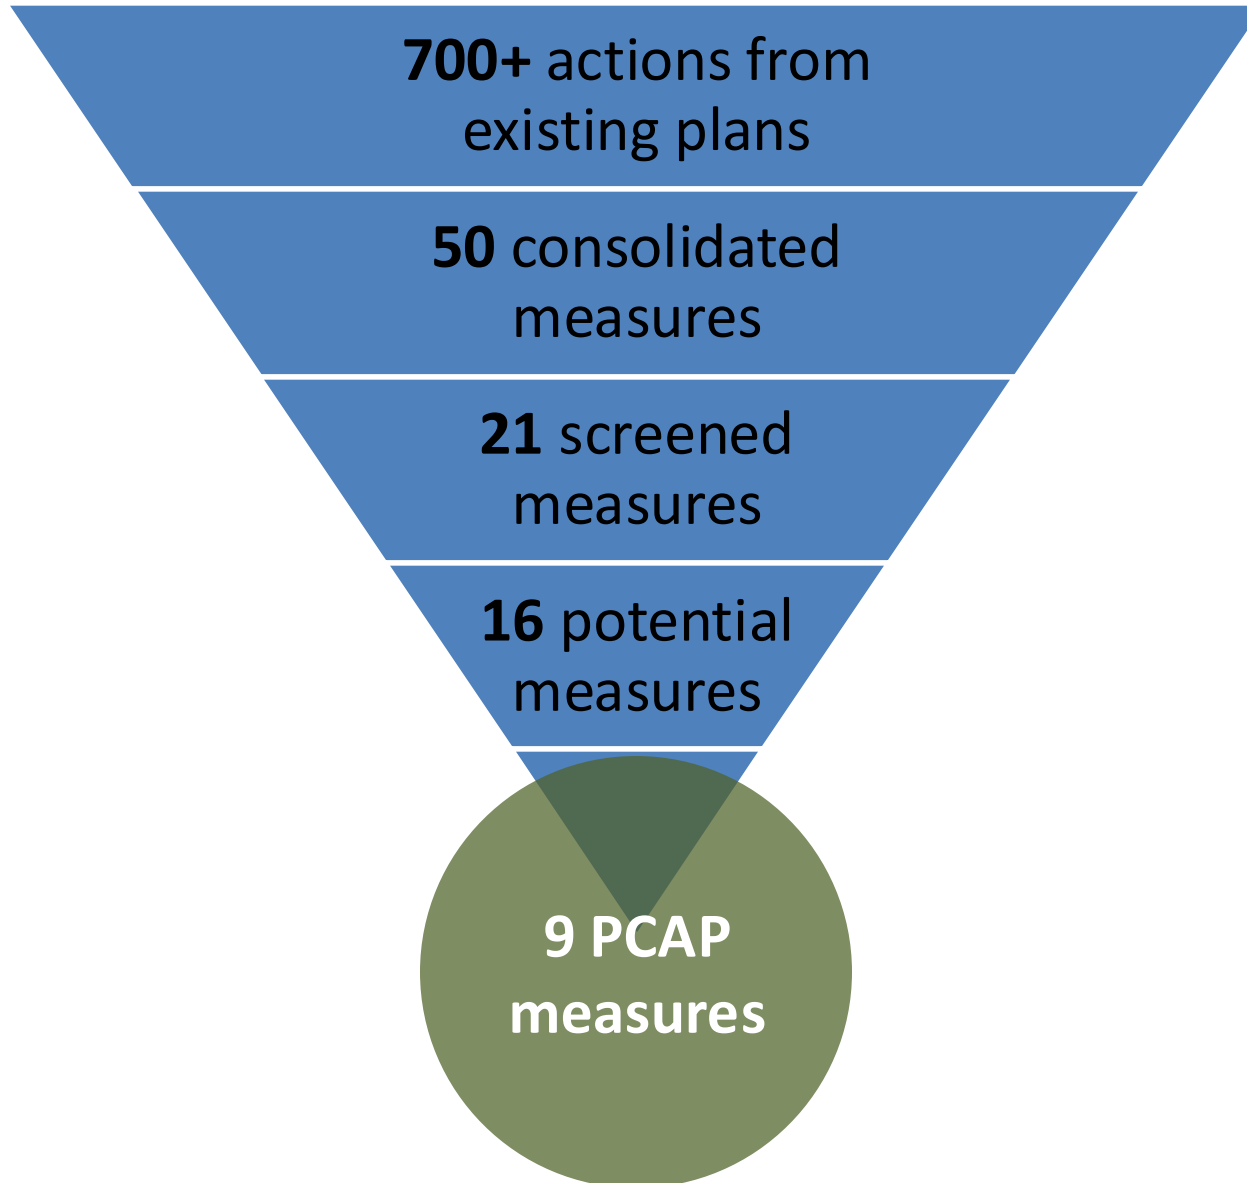 700+ actions from
existing plans
50 consolidated
measures
21 screened
measures
16 potential
measures
9 PCAP
measures